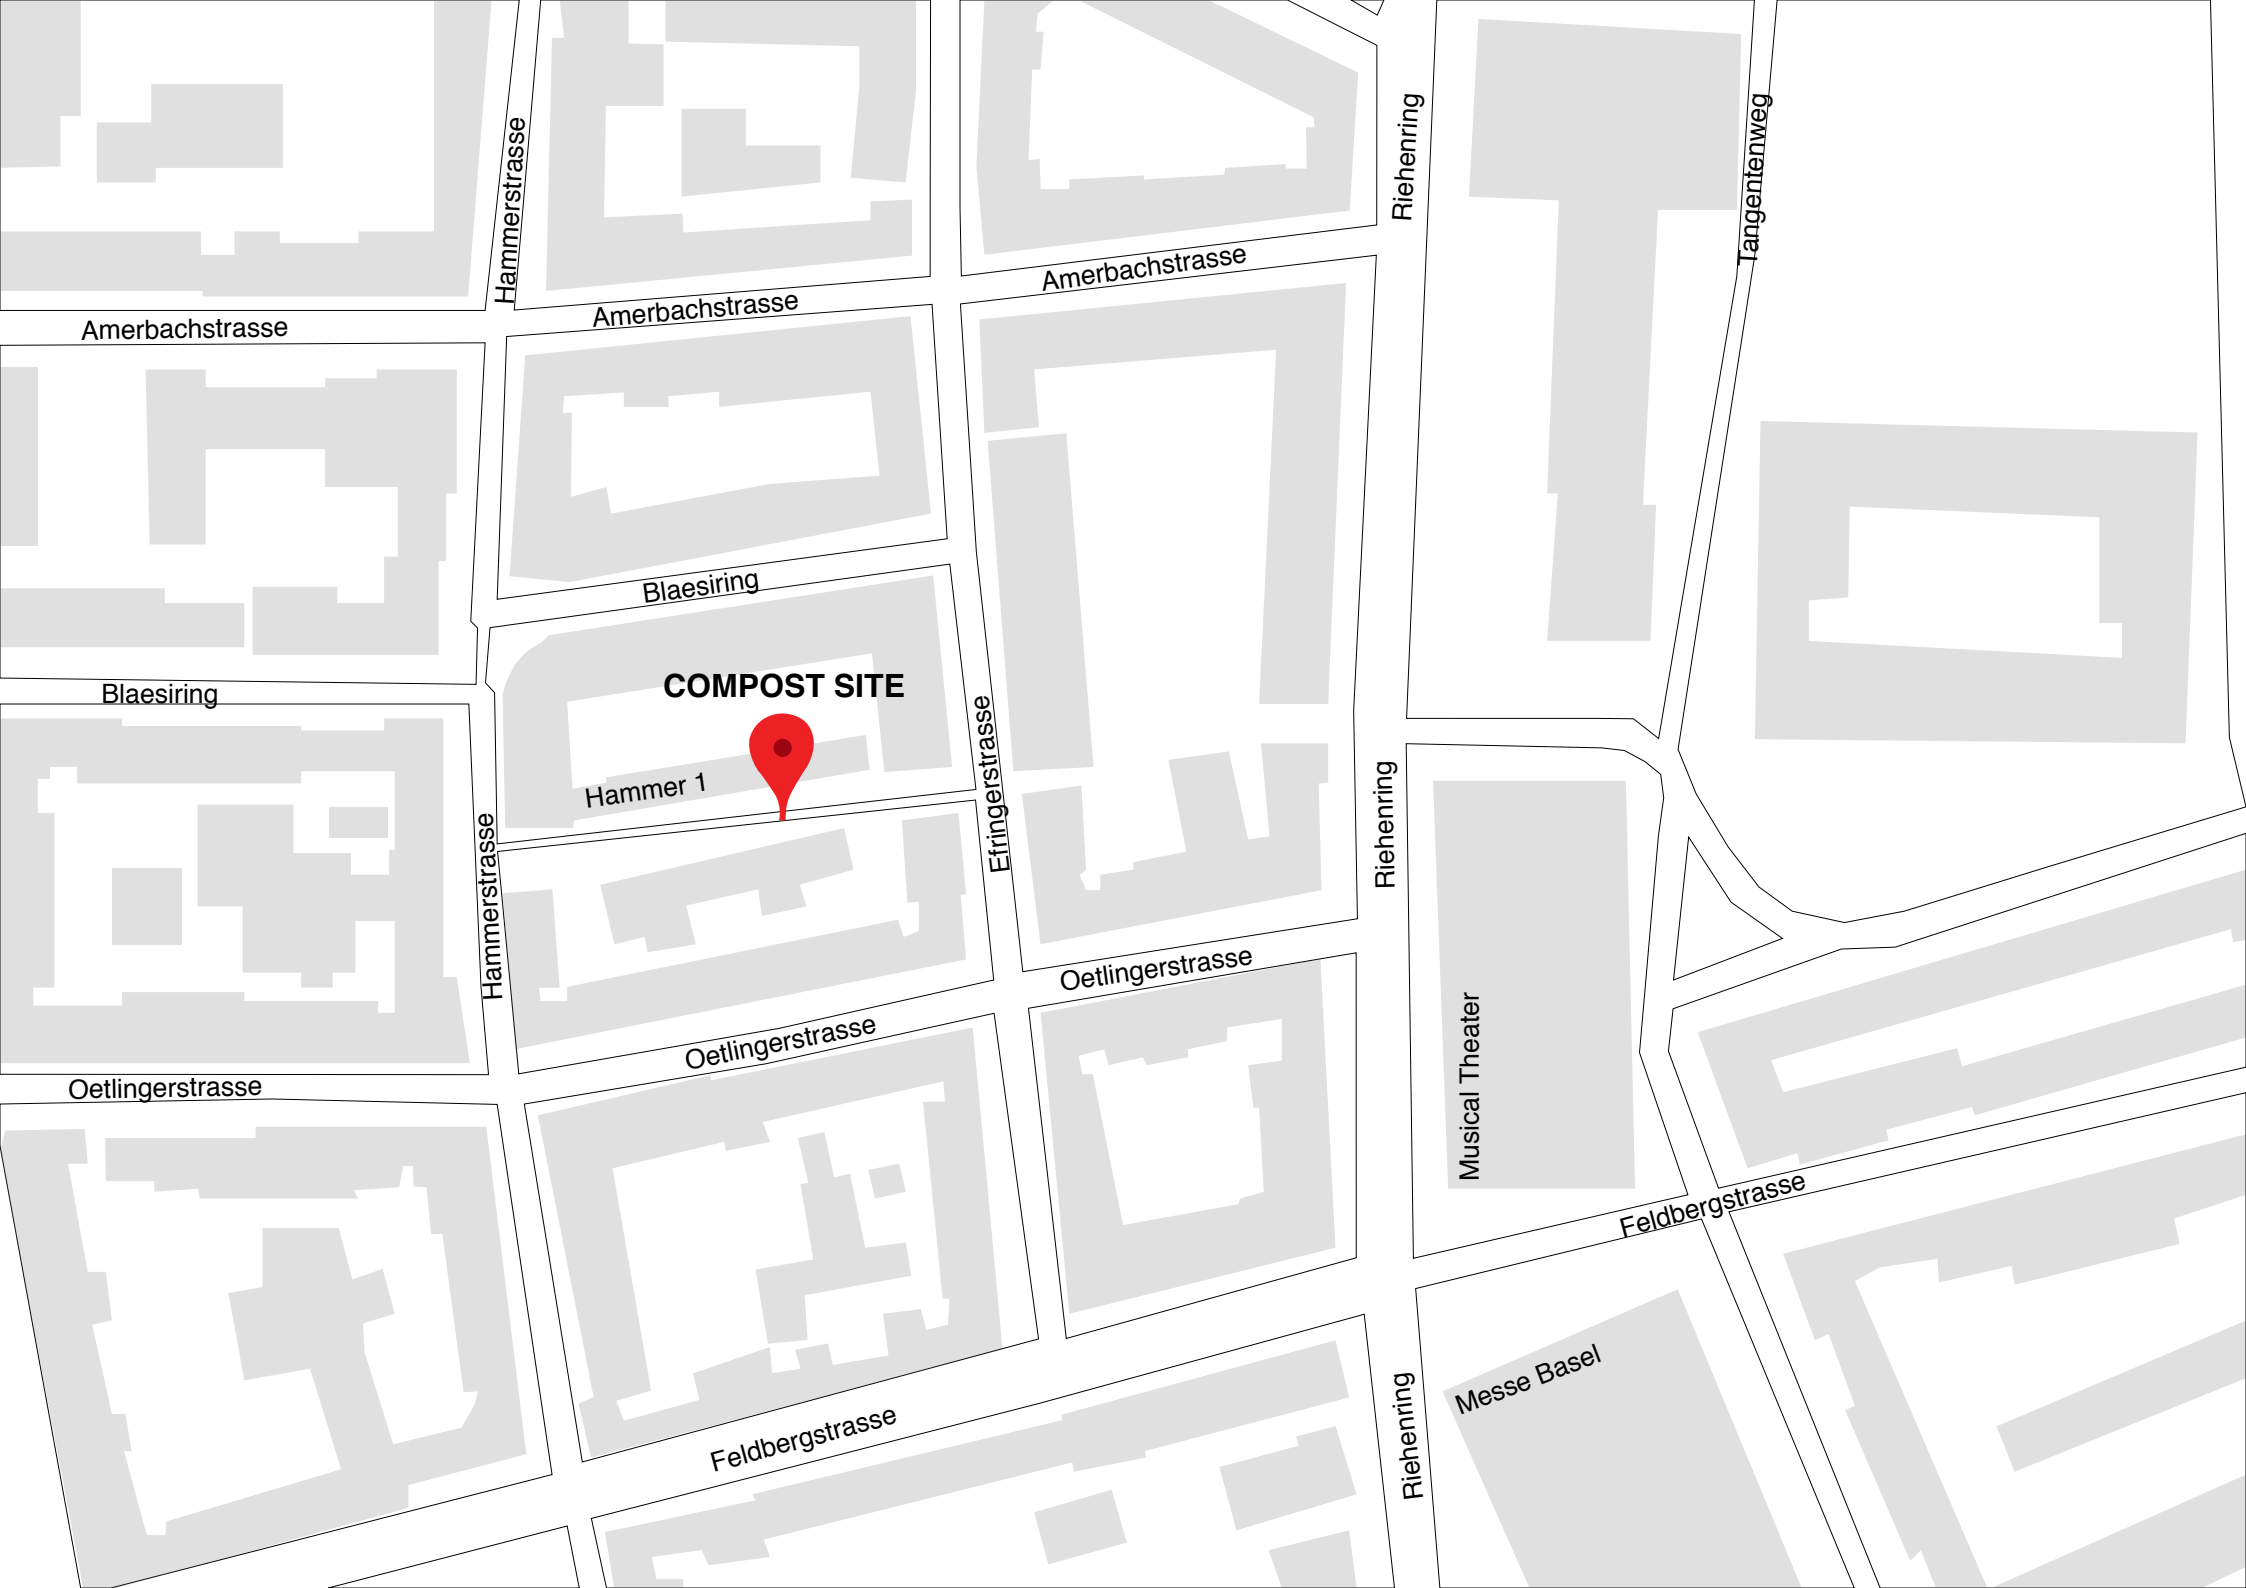 Hammerstrasse
Riehenring
Tangentenweg
Amerbachstrasse
Amerbachstrasse
Amerbachstrasse
Blaesiring
Blaesiring
COMPOST SITE
Hammer 1
Efringerstrasse
Riehenring
Hammerstrasse
Oetlingerstrasse
Oetlingerstrasse
Oetlingerstrasse
Musical Theater
Feldbergstrasse
Messe Basel
Feldbergstrasse
Riehenring